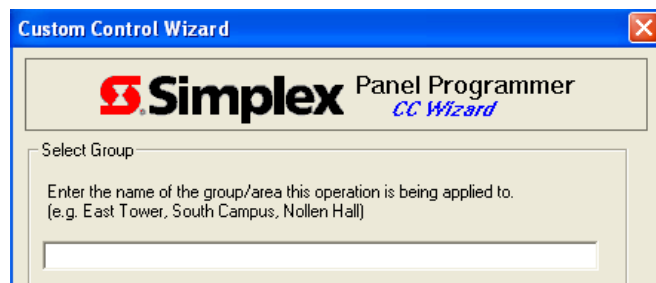 Custom Control Wizard
Simplex Panel Programmer
CC Wizard
Select Group
Enter the name of the group/area this operation is being applied to.
(e.g. East Tower, South Campus, Nollen Hall)